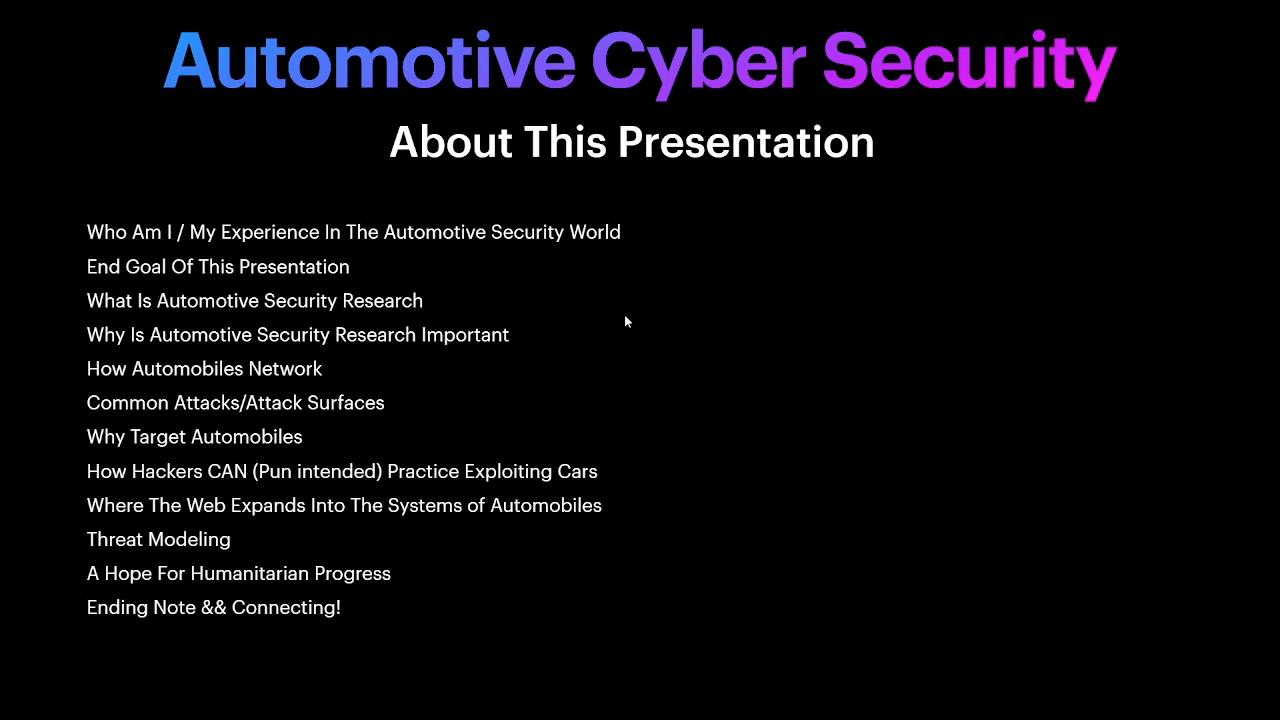 Automotive Cyber Security
About This Presentation
Who Am I / My Experience In The Automotive Security World
End Goal Of This Presentation
What Is Automotive Security Research
Why Is Automotive Security Research Important
How Automobiles Network
Common Attacks/Attack Surfaces
Why Target Automobiles
How Hackers CAN (Pun intended) Practice Exploiting Cars
Where The Web Expands Into The Systems of Automobiles
Threat Modeling
A Hope For Humanitarian Progress
Ending Note && Connecting!